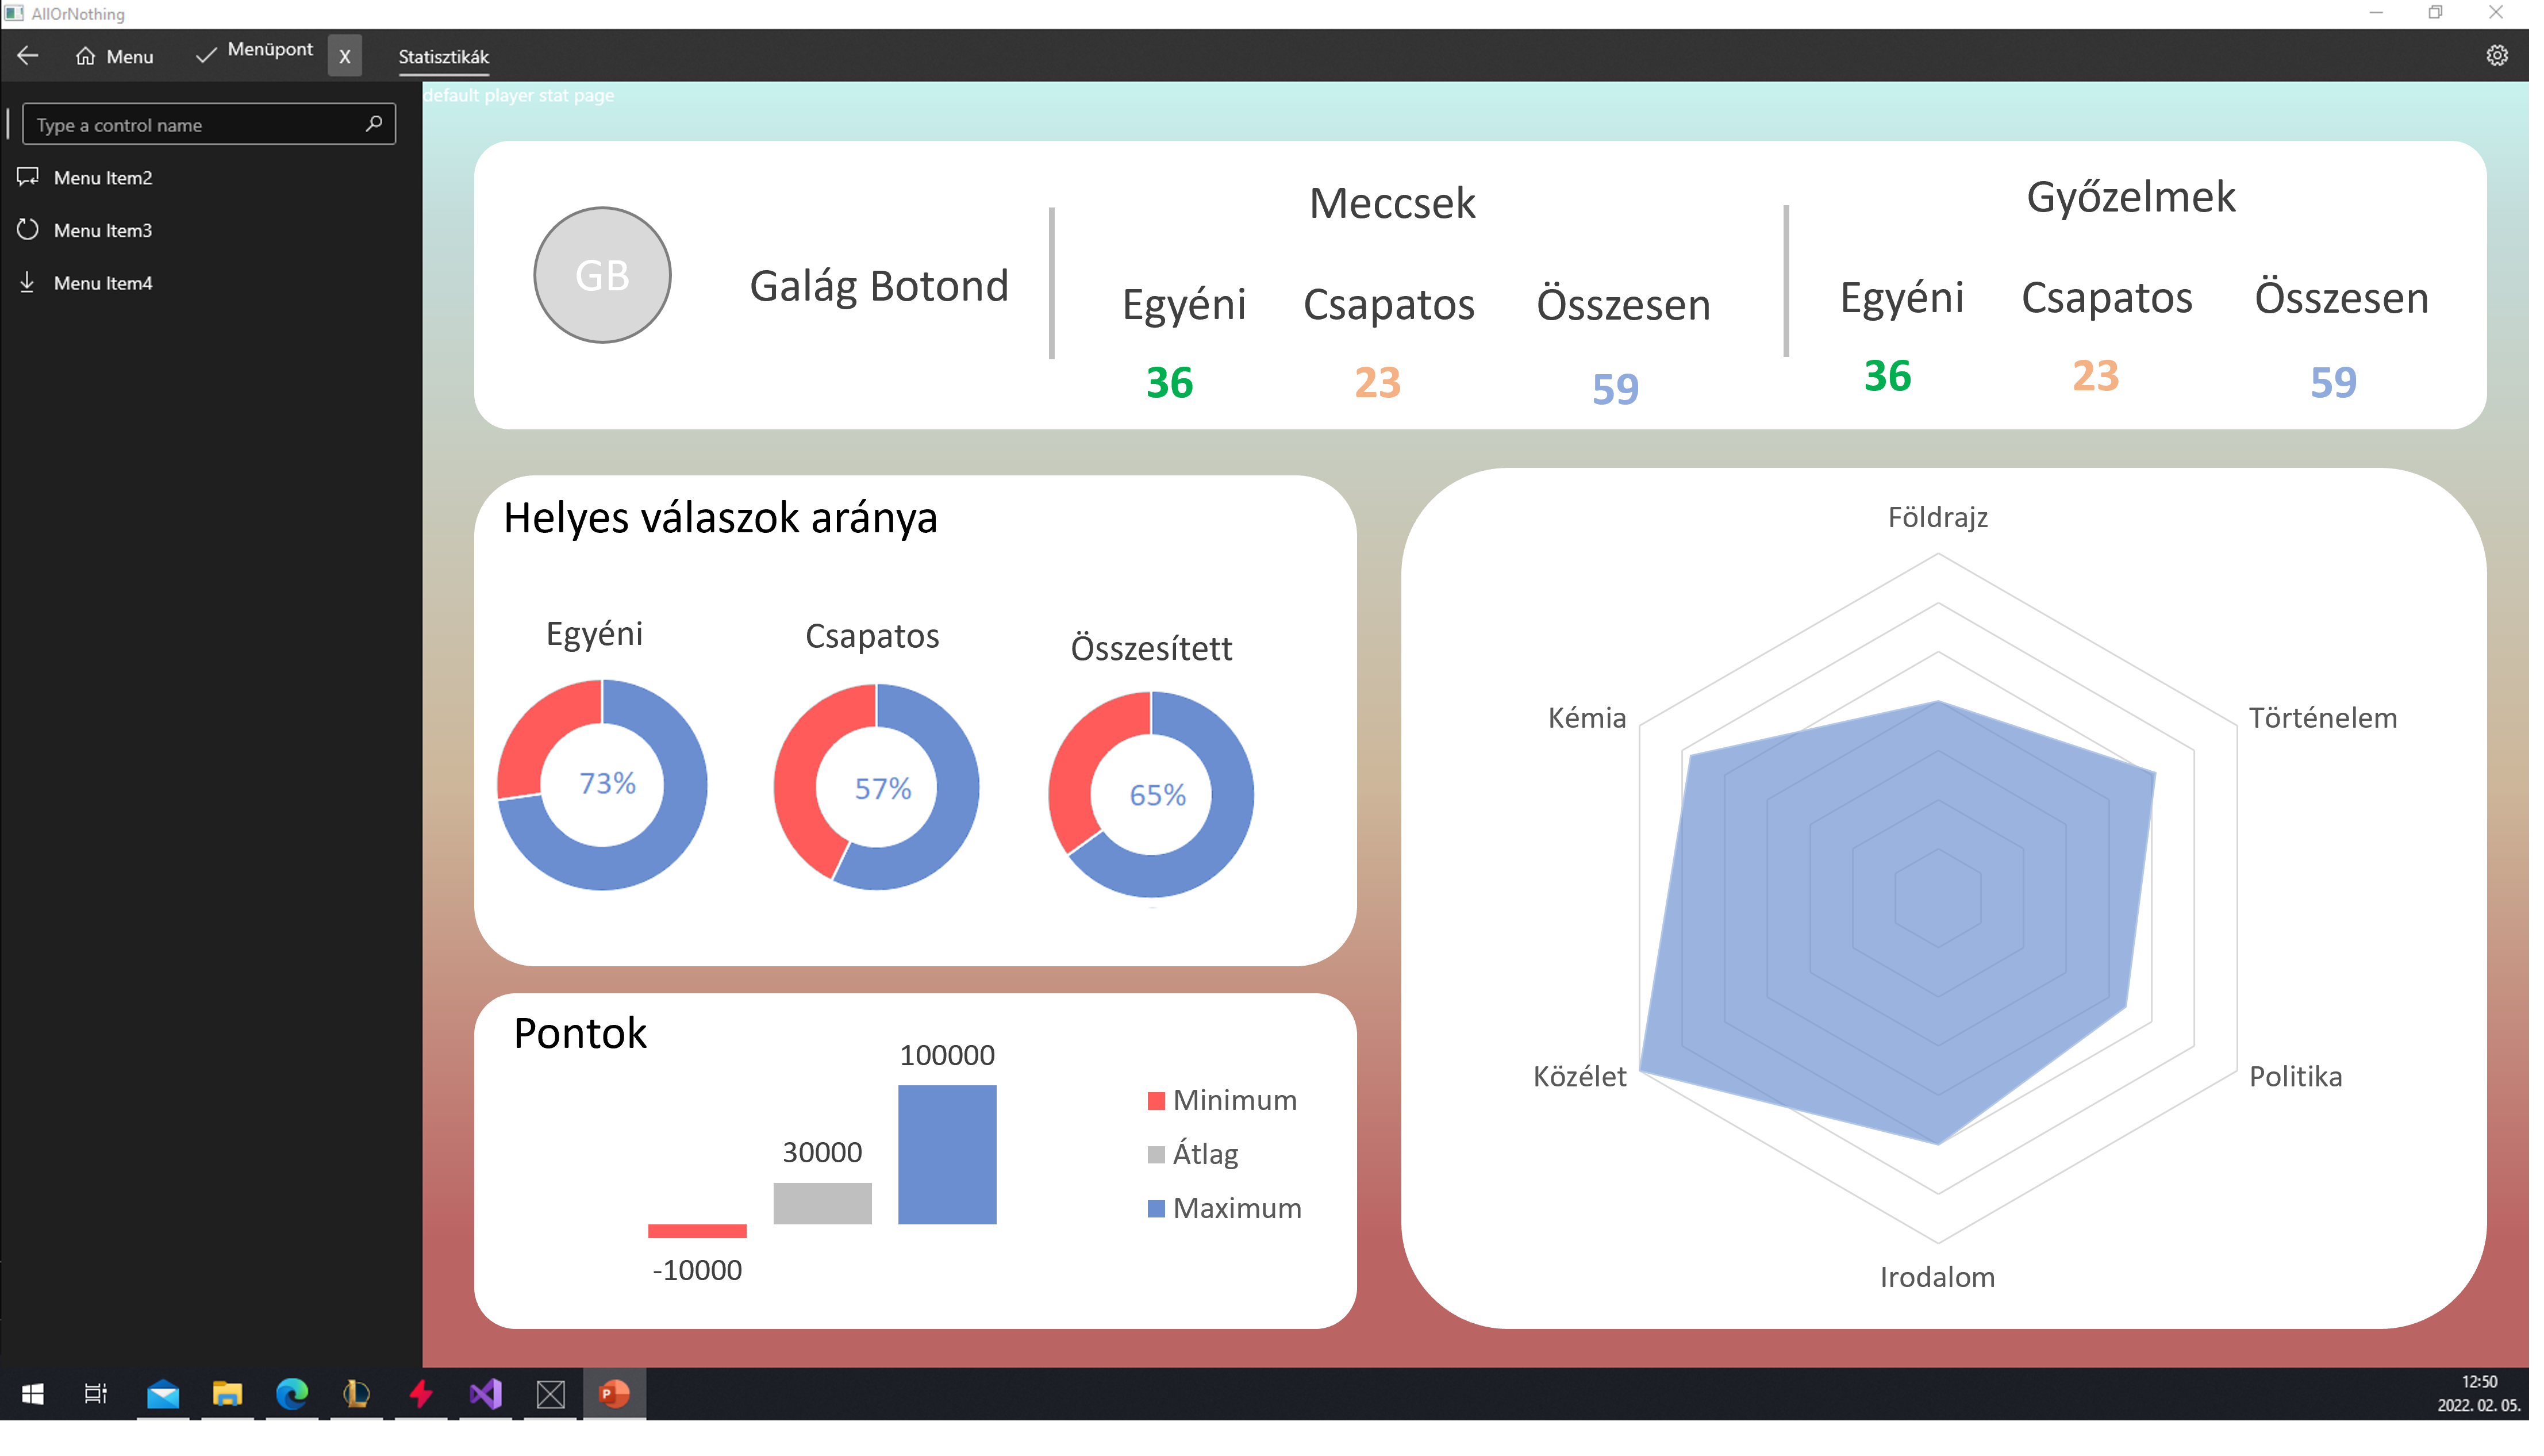 AllOrNothing
Menu
Menüpont
X
Statisztikák
Type a control name
Menu Item2
Menu Item3
Menu Item4
default player stat page
GB
Galág Botond
Meccsek
Egyéni Csapatos Összesen
36 23 59
Győzelmek
Egyéni Csapatos Összesen
36 23 59
Helyes válaszok aránya
Egyéni Csapatos Összesített
73% 57% 65%
Pontok
100000
30000
-10000
Minimum
Átlag
Maximum
Földrajz
Történelem
Politika
Irodalom
Közélet
Kémia
P
12:50
2022. 02. 05.